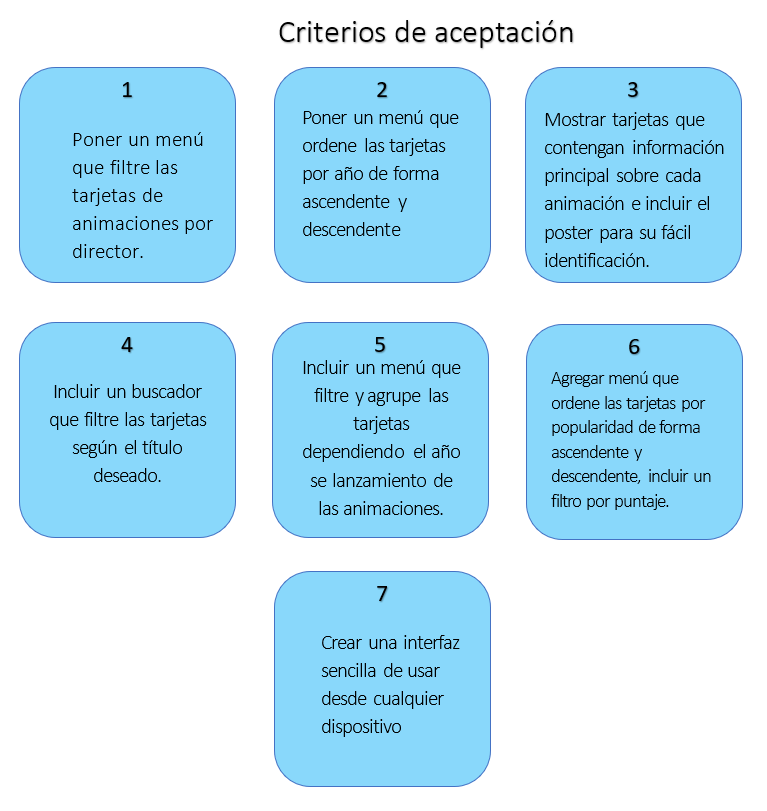 Criterios de aceptación
1
Poner un menú
que filtre las
tarjetas de
animaciones por
director.
2
Poner un menú que
ordene las tarjetas
por año de forma
ascendente y
descendente
3
Mostrar tarjetas que
contengan información
principal sobre cada
animación e incluir el
poster para su fácil
identificación.
4
Incluir un buscador
que filtre las tarjetas
según el título
deseado.
5
Incluir un menú que
filtre y agrupe las
tarjetas
dependiendo el año
se lanzamiento de
las animaciones.
6
Agregar menú que
ordene las tarjetas por
popularidad de forma
ascendente y
descendente, incluir un
filtro por puntaje.
7
Crear una interfaz
sencilla de usar
desde cualquier
dispositivo